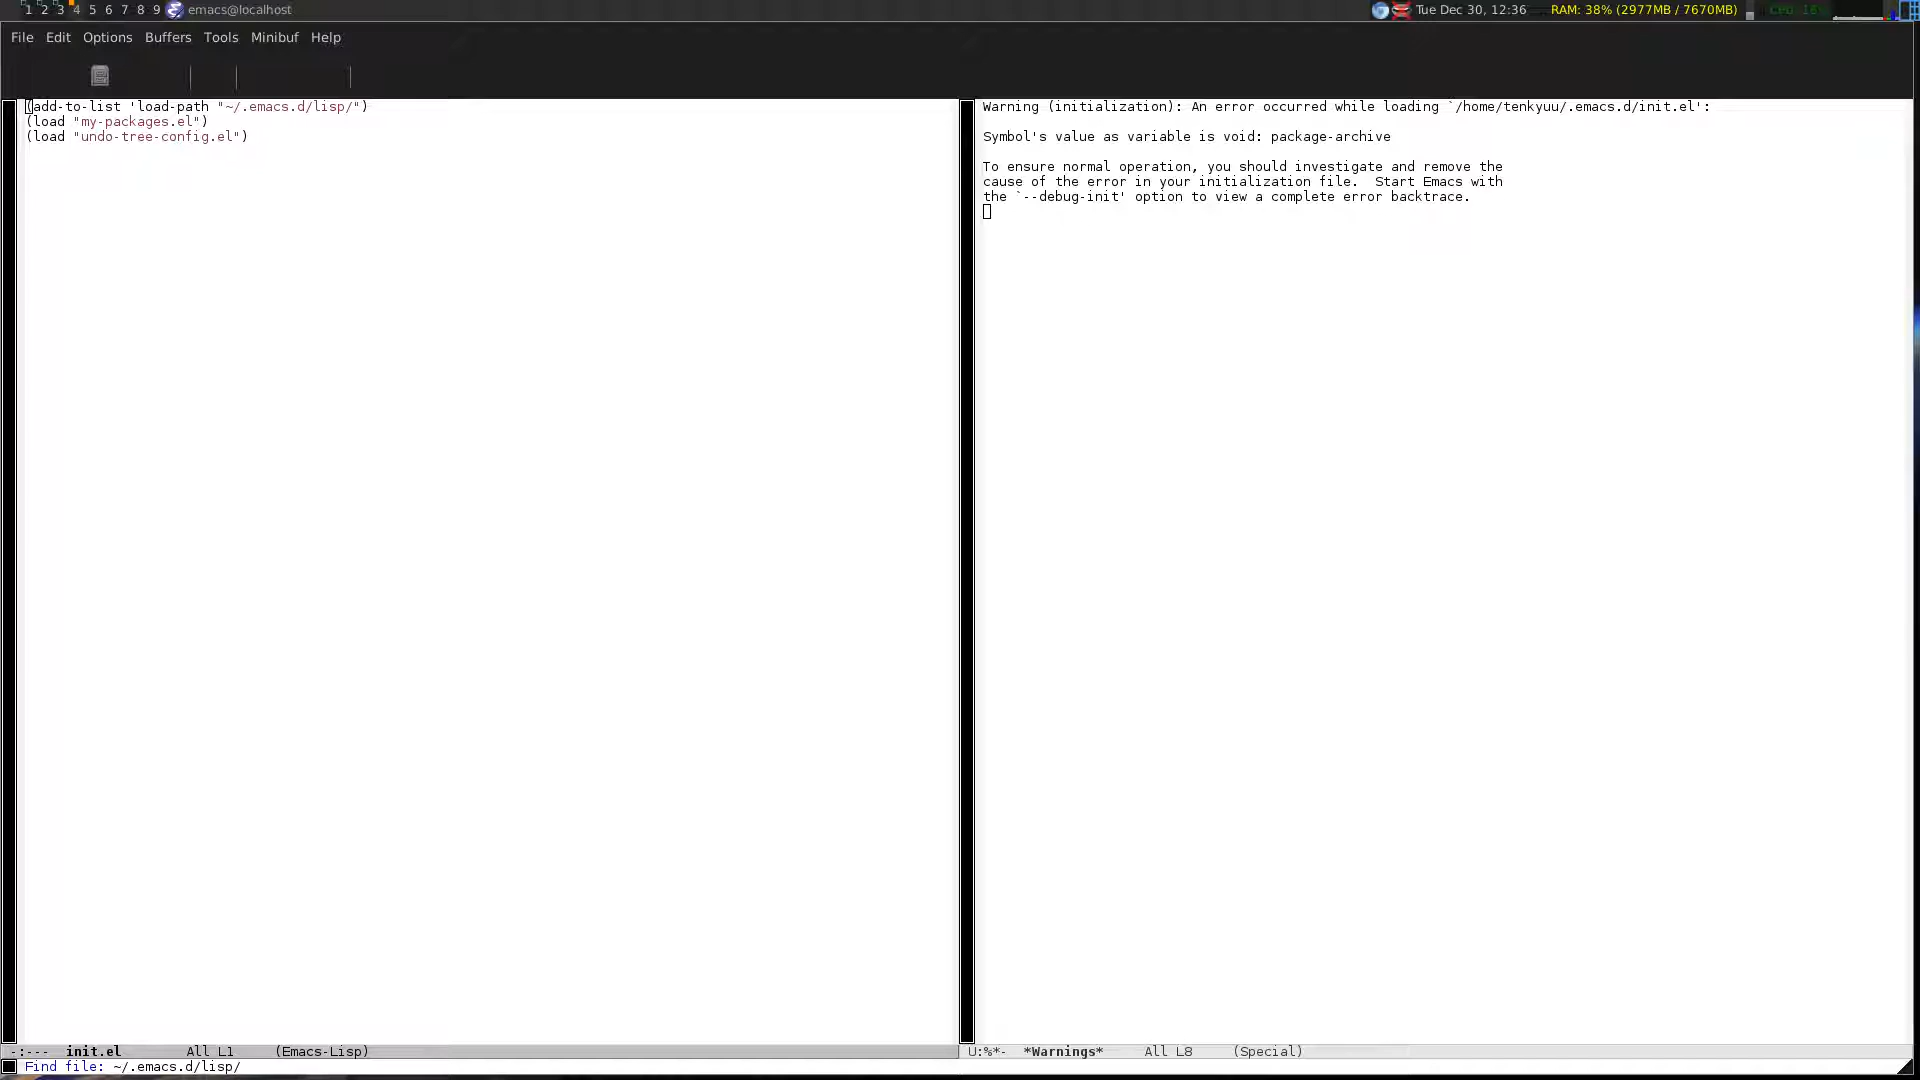 1 2 3 4 5 6 7 8 9 emacs@localhost
Tue Dec 30, 12:36 RAM: 38% (2977MB / 7670MB)
File Edit Options Buffers Tools Minibuf Help
(add-to-list 'load-path "~/.emacs.d/lisp/")
(load "my-packages.el")
(load "undo-tree-config.el")
Warning (initialization): An error occurred while loading `/home/tenkyuu/.emacs.d/init.el':
Symbol's value as variable is void: package-archive
To ensure normal operation, you should investigate and remove the
cause of the error in your initialization file.  Start Emacs with
the `--debug-init' option to view a complete error backtrace.
-:--- init.el All L1 (Emacs-Lisp)
U:%*- *Warnings* All L8 (Special)
Find file: ~/.emacs.d/lisp/